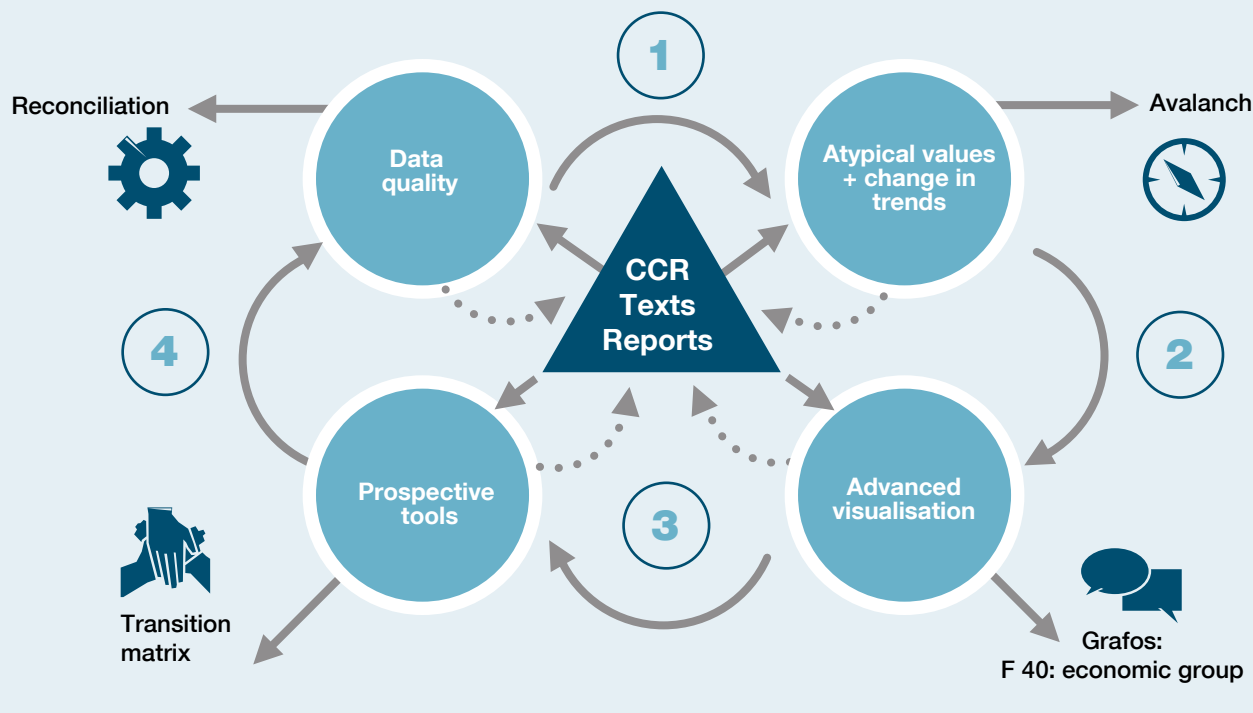 1
Reconciliation
Data
quality
Atypical values
+ change in
trends
Avalanch
CCR
Texts
Reports
4
2
Prospective
tools
3
Advanced
visualisation
Transition
matrix
Grafos:
F 40: economic group